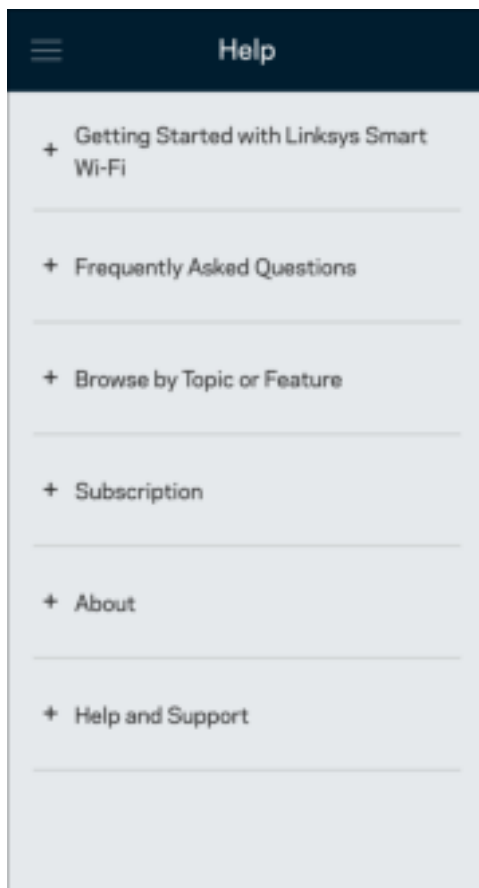 Help
+ Getting Started with Linksys Smart
Wi-Fi
+ Frequently Asked Questions
+ Browse by Topic or Feature
+ Subscription
+ About
+ Help and Support